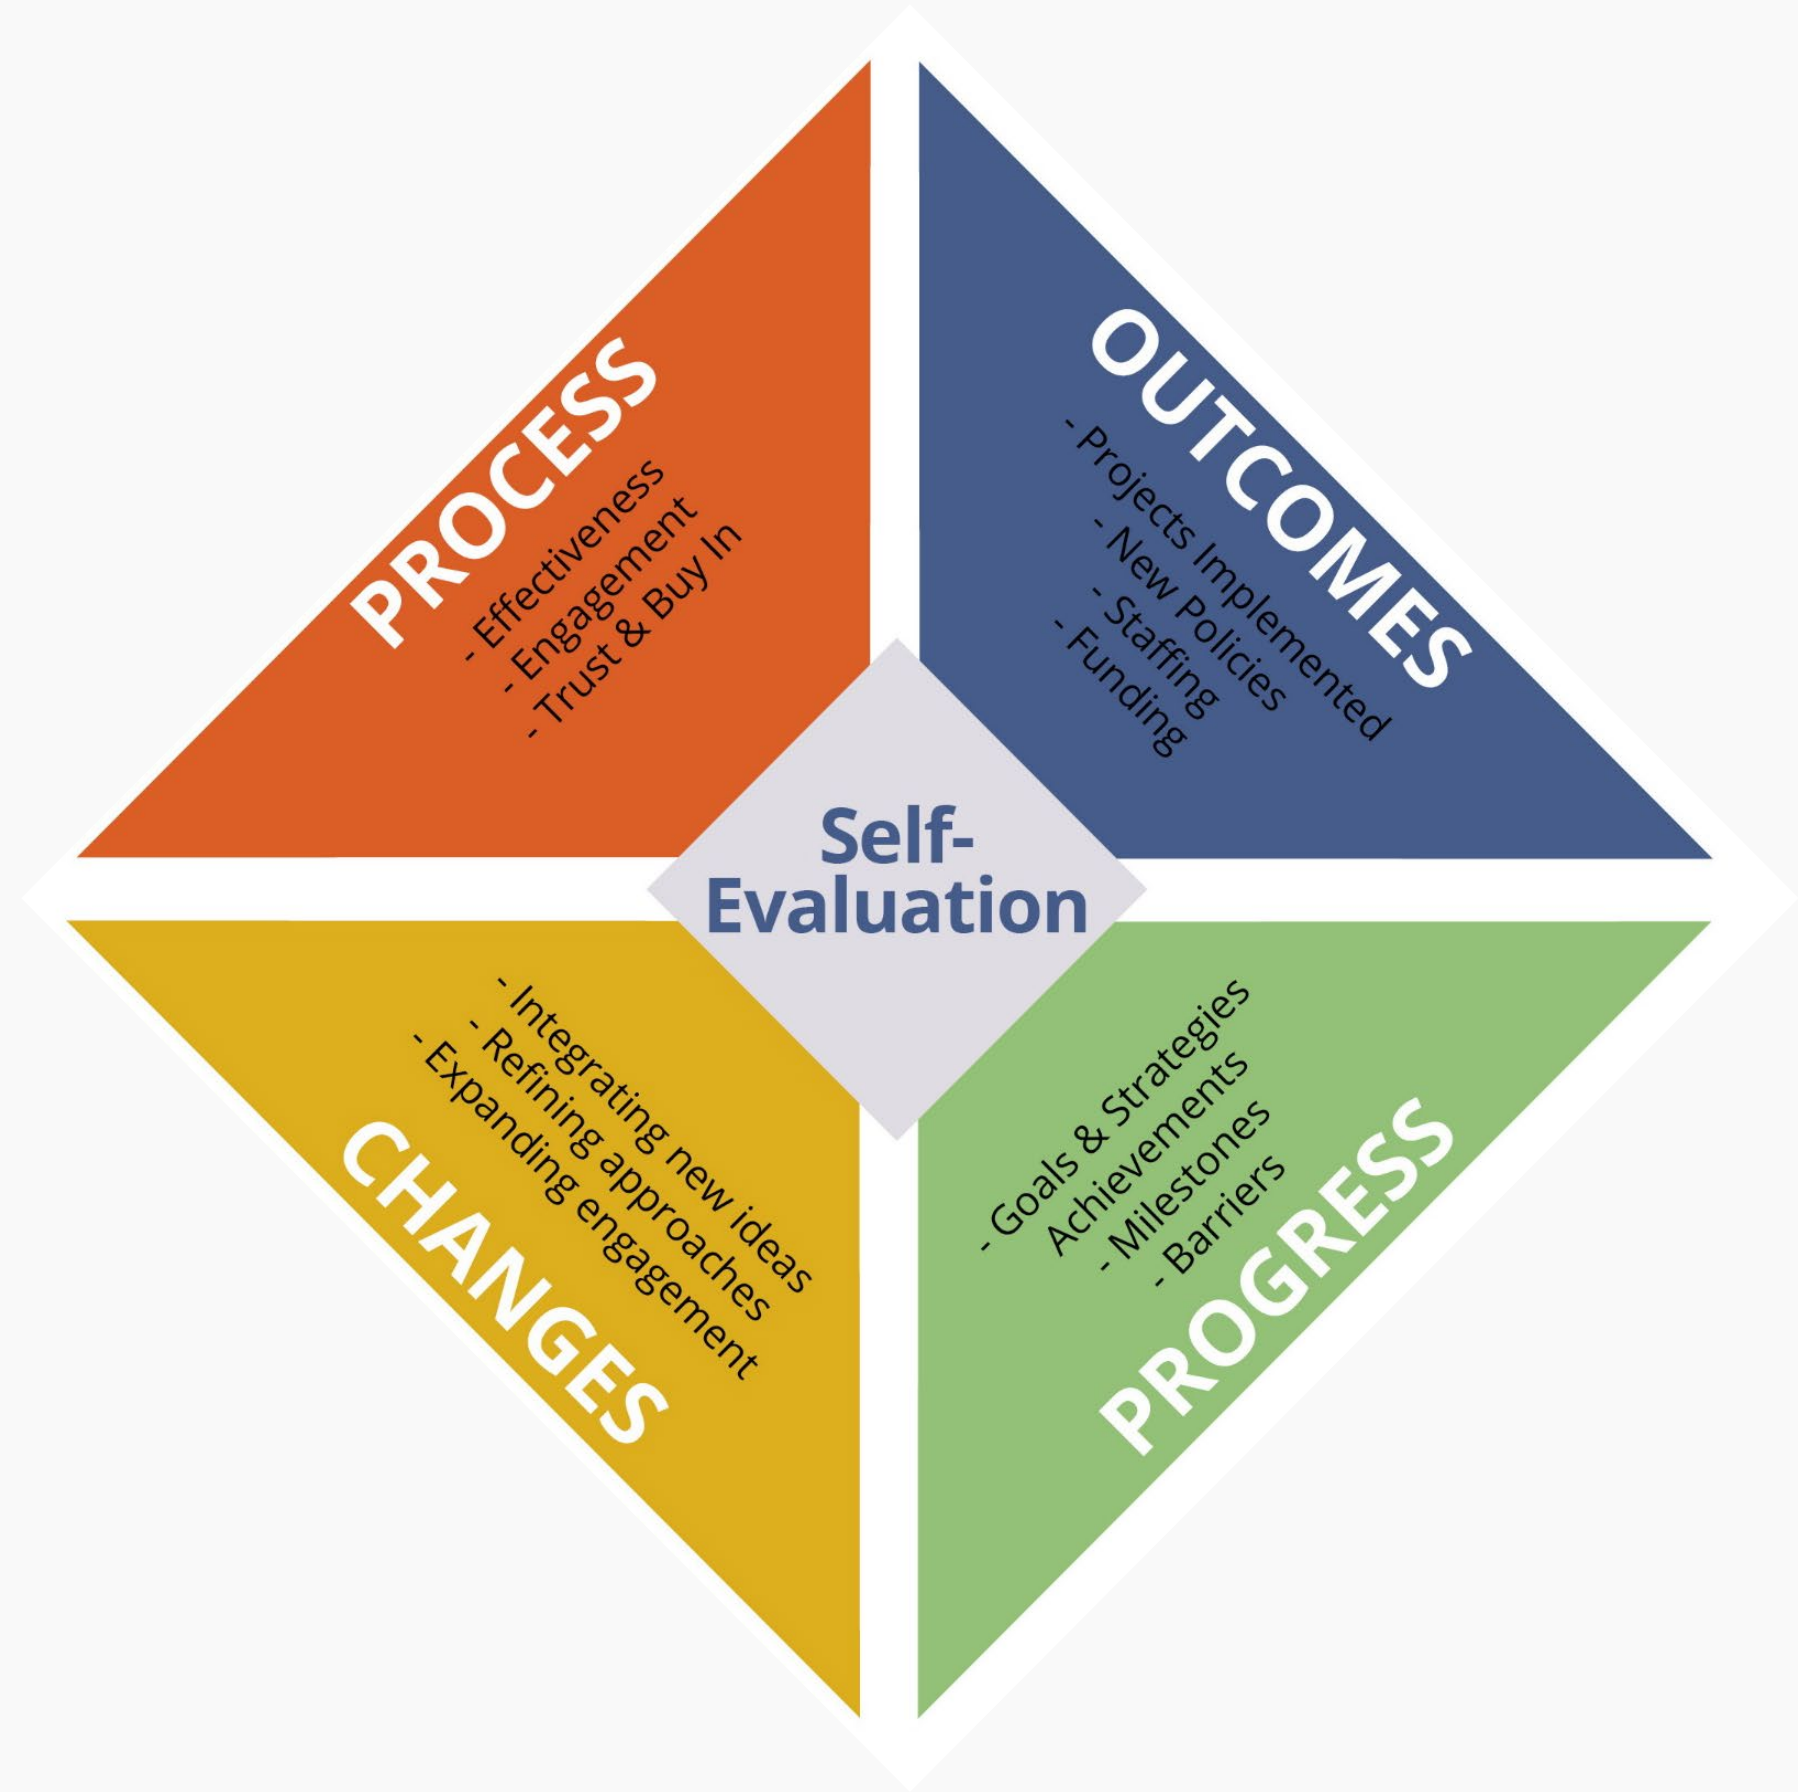 PROCESS
- Effectiveness
- Engagement
- Trust & Buy In
OUTCOMES
- Projects Implemented
- New Policies
- Staffing
- Funding
Self-
Evaluation
- Integrating new ideas
- Refining approaches
- Expanding engagement
CHANGES
- Goals & Strategies
Achievements
- Milestones
- Barriers
PROGRESS